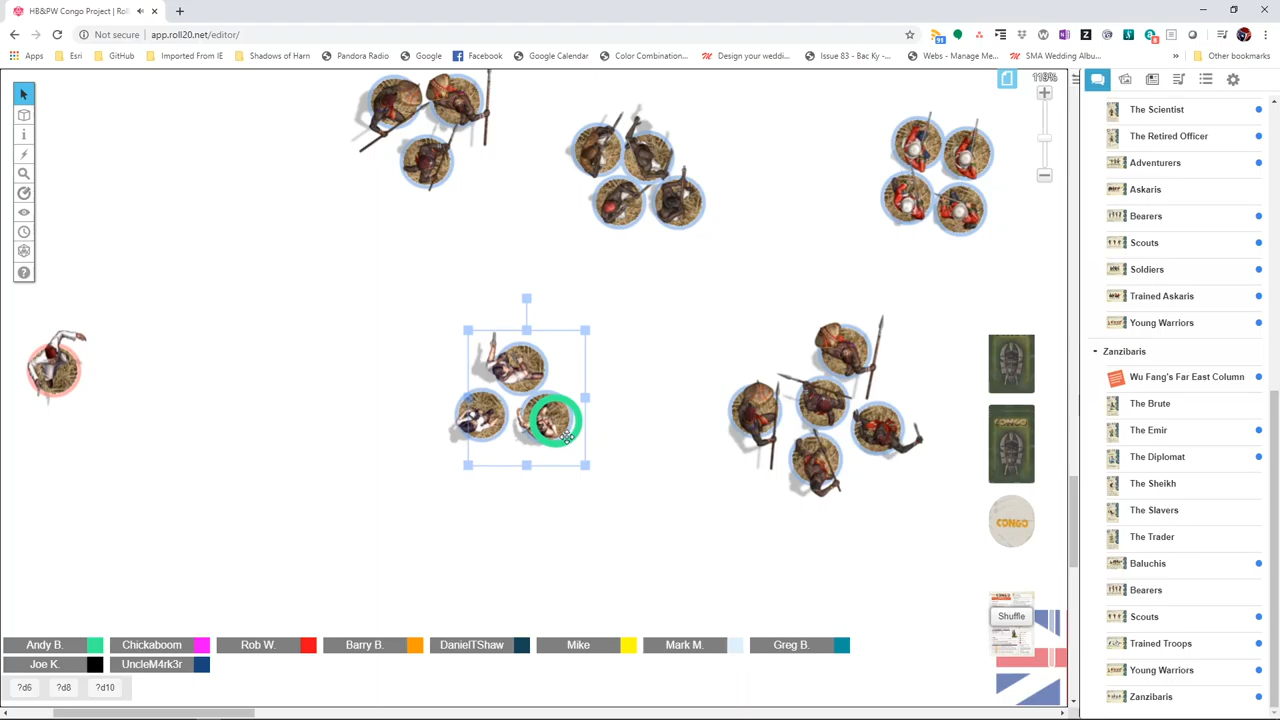 HB&PW Congo Project | Roll
Not secure | app.roll20.net/editor/
Apps Esri GitHub Imported From IE Shadows of Harn Pandora Radio Google Facebook Google Calendar Color Combination... Design your weddi... Issue 83 - Bac Ky -... Webs - Manage Me... SMA Wedding Alb... » Other bookmarks
91
118%
The Scientist
The Retired Officer
Adventurers
Askaris
Bearers
Scouts
Soldiers
Trained Askaris
Young Warriors
Zanzibaris
Wu Fang's Far East Column
The Brute
The Emir
The Diplomat
The Sheikh
The Slavers
The Trader
Baluchis
Bearers
Scouts
Trained Troops
Young Warriors
Zanzibaris
CONGO
CONGO
Shuffle
Andy B. Chickaboom Rob W. Barry B. DanielTShaw Mike Mark M. Greg B.
Joe K. UncleM4rk3r
?d6 ?d8 ?d10